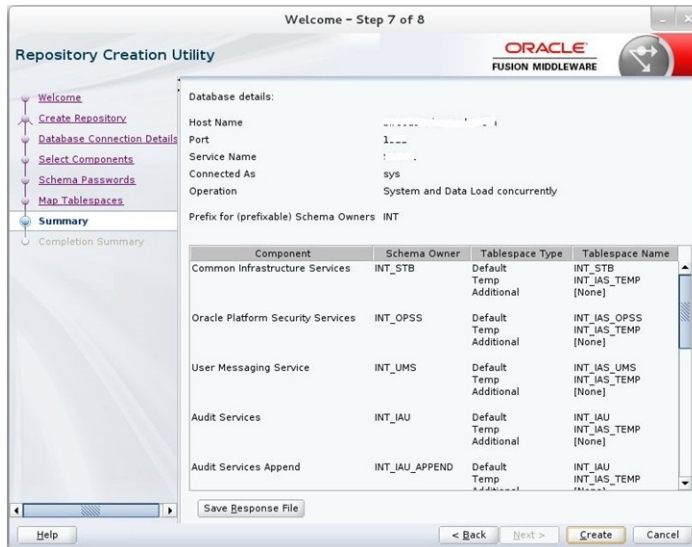 Welcome – Step 7 of 8
Repository Creation Utility
ORACLE
FUSION MIDDLEWARE
Welcome
Create Repository
Database Connection Details
Select Components
Schema Passwords
Map Tablespaces
Summary
Completion Summary
Database details:
Host Name
Port
Service Name
Connected As sys
Operation System and Data Load concurrently
Prefix for (prefixable) Schema Owners INT
Component Schema Owner Tablespace Type Tablespace Name
Common Infrastructure Services INT_STB Default INT_STB
Temp INT_IAS_TEMP
Additional [None]
Oracle Platform Security Services INT_OPSS Default INT_IAS_OPSS
Temp INT_IAS_TEMP
Additional [None]
User Messaging Service INT_UMS Default INT_IAS_UMS
Temp INT_IAS_TEMP
Additional [None]
Audit Services INT_IAU Default INT_IAU
Temp INT_IAS_TEMP
Additional [None]
Audit Services Append INT_IAU_APPEND Default INT_IAU
Temp INT_IAS_TEMP
Save Response File
Help < Back Next > Create Cancel